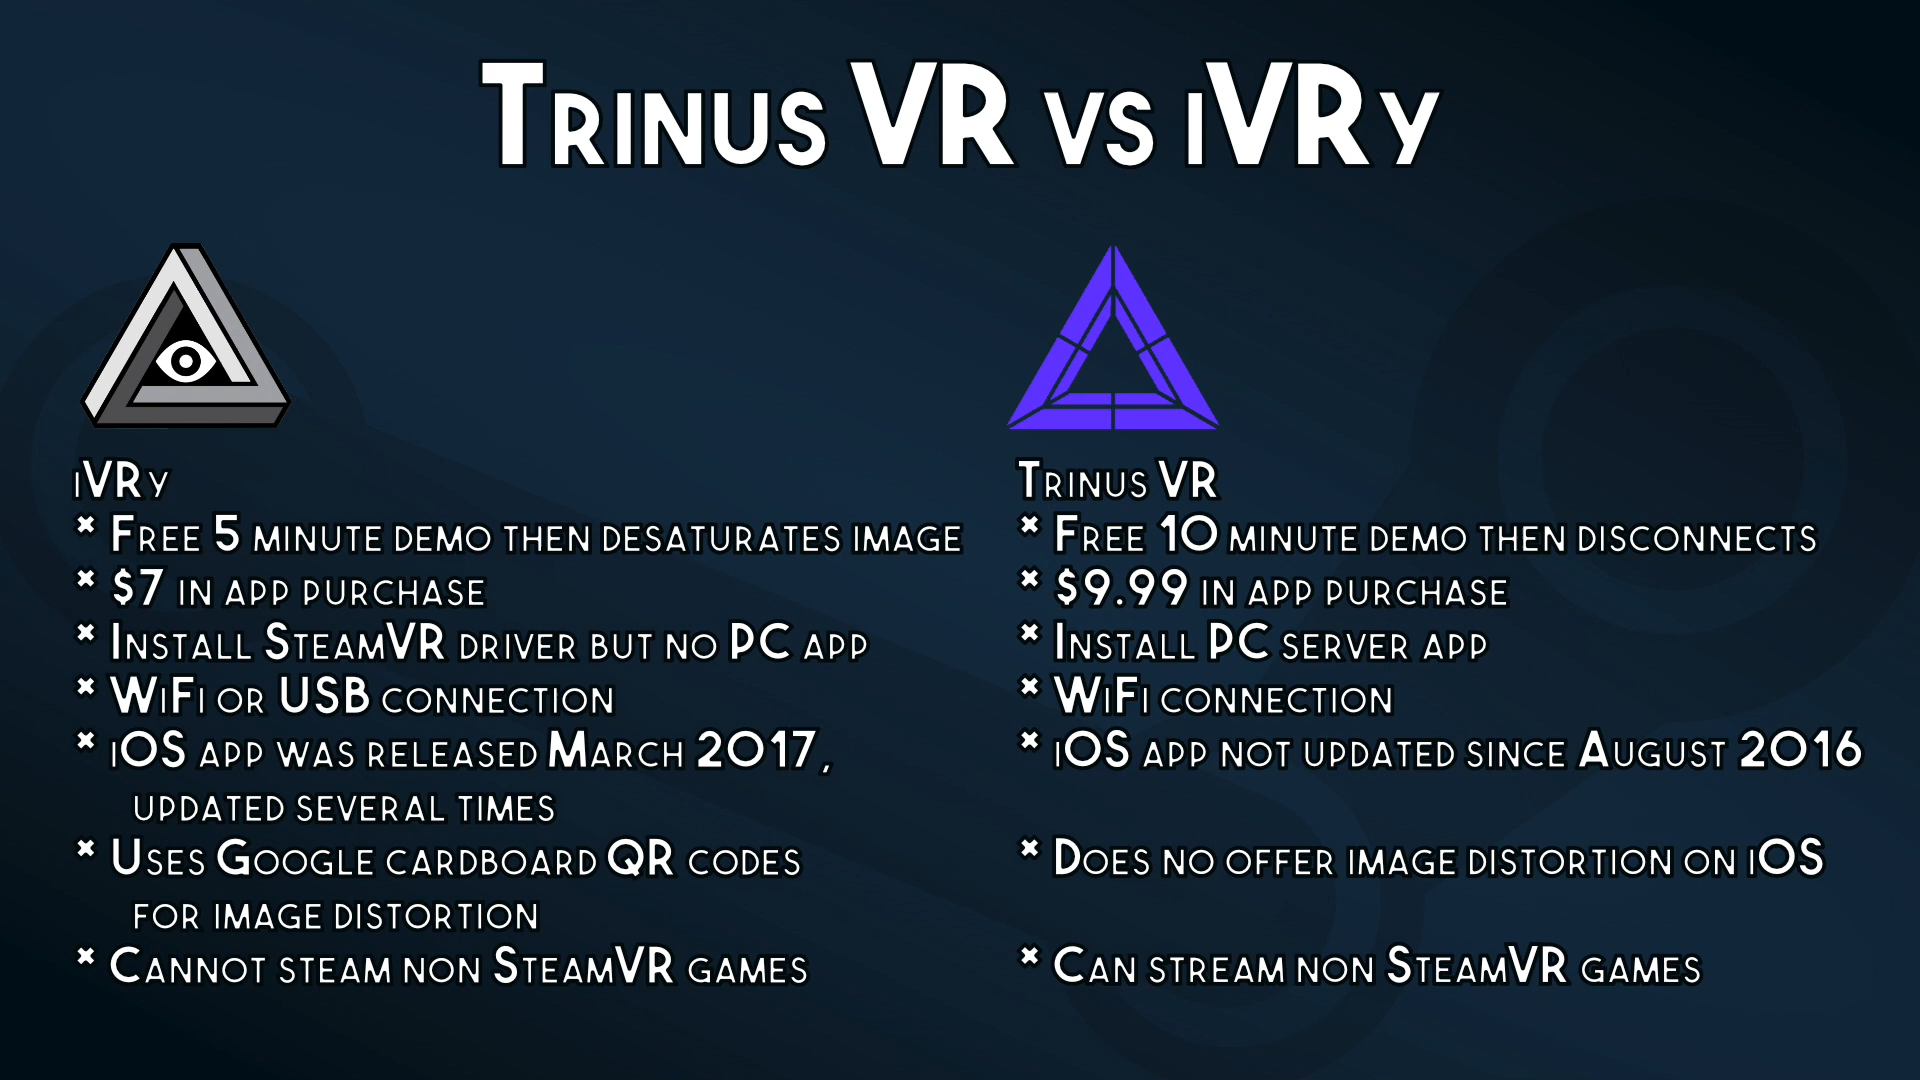 Trinus VR vs iVRy
iVRy
* Free 5 minute demo then desaturates image
* $7 in app purchase
* Install SteamVR driver but no PC app
* WiFi or USB connection
* iOS app was released March 2017,
updated several times
* Uses Google cardboard QR codes
for image distortion
* Cannot steam non SteamVR games
Trinus VR
* Free 10 minute demo then disconnects
* $9.99 in app purchase
* Install PC server app
* WiFi connection
* iOS app not updated since August 2016
* Does no offer image distortion on iOS
* Can stream non SteamVR games